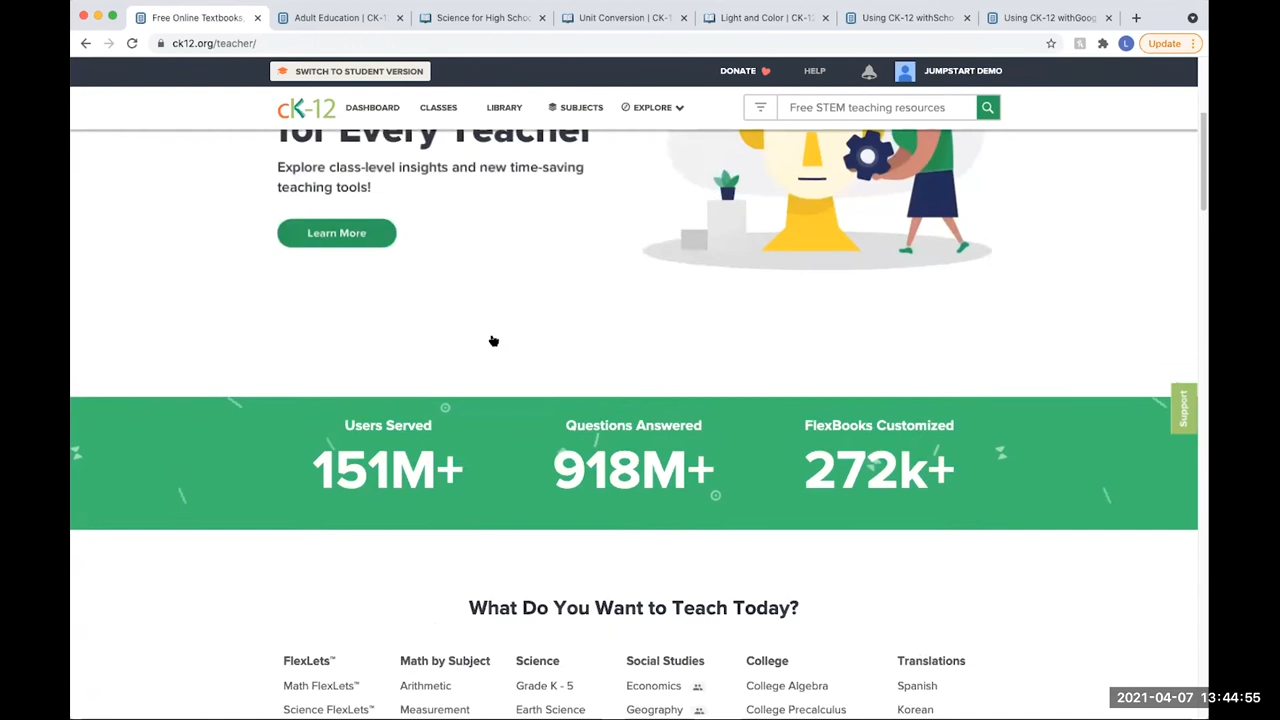 Free Online Textbooks,
Adult Education | CK-1
Science for High Schoo
Unit Conversion | CK-1
Light and Color | CK-1
Using CK-12 withScho
Using CK-12 withGoog
ck12.org/teacher/
L
Update
SWITCH TO STUDENT VERSION
DONATE
HELP
JUMPSTART DEMO
cK-12
DASHBOARD
CLASSES
LIBRARY
SUBJECTS
EXPLORE
Free STEM teaching resources
for Every Teacher
Explore class-level insights and new time-saving
teaching tools!
Learn More
Support
Users Served
Questions Answered
FlexBooks Customized
151M+
918M+
272k+
What Do You Want to Teach Today?
FlexLets™
Math by Subject
Science
Social Studies
College
Translations
Math FlexLets™
Arithmetic
Grade K - 5
Economics
College Algebra
Spanish
Science FlexLets™
Measurement
Earth Science
Geography
College Precalculus
Korean
2021-04-07 13:44:55